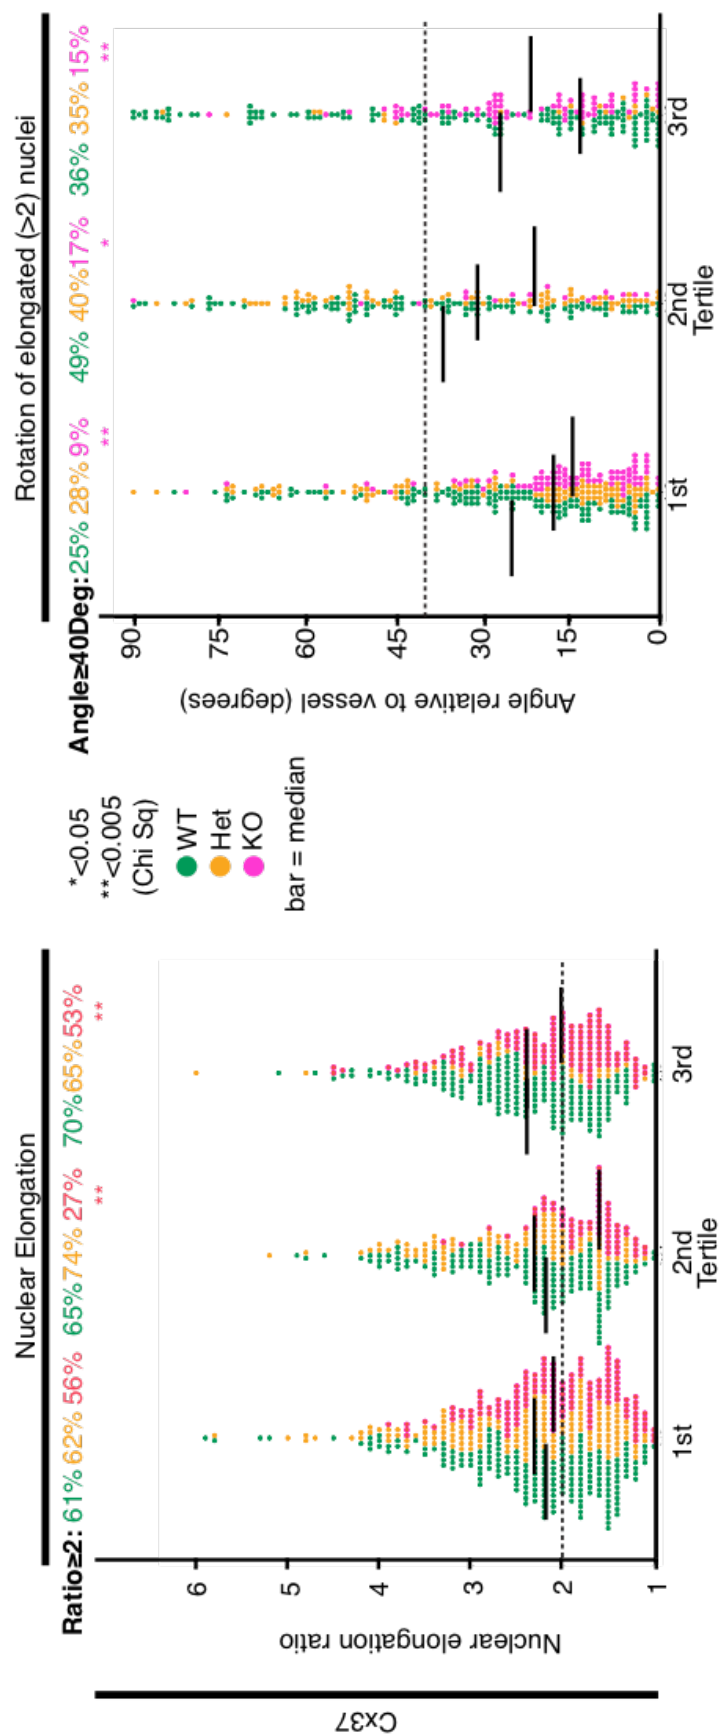 Cx37
Nuclear Elongation
Ratio≥2: 61% 62% 56% 65% 74% 27% 70% 65% 53%
** **
Nuclear elongation ratio
6
5
4
3
2
1
1st 2nd 3rd
Tertile
*<0.05
**<0.005
(Chi Sq)
WT
Het
KO
bar = median
Rotation of elongated (>2) nuclei
Angle≥40Deg: 25% 28% 9% 49% 40% 17% 36% 35% 15%
** * **
Angle relative to vessel (degrees)
90
75
60
45
30
15
0
1st 2nd 3rd
Tertile